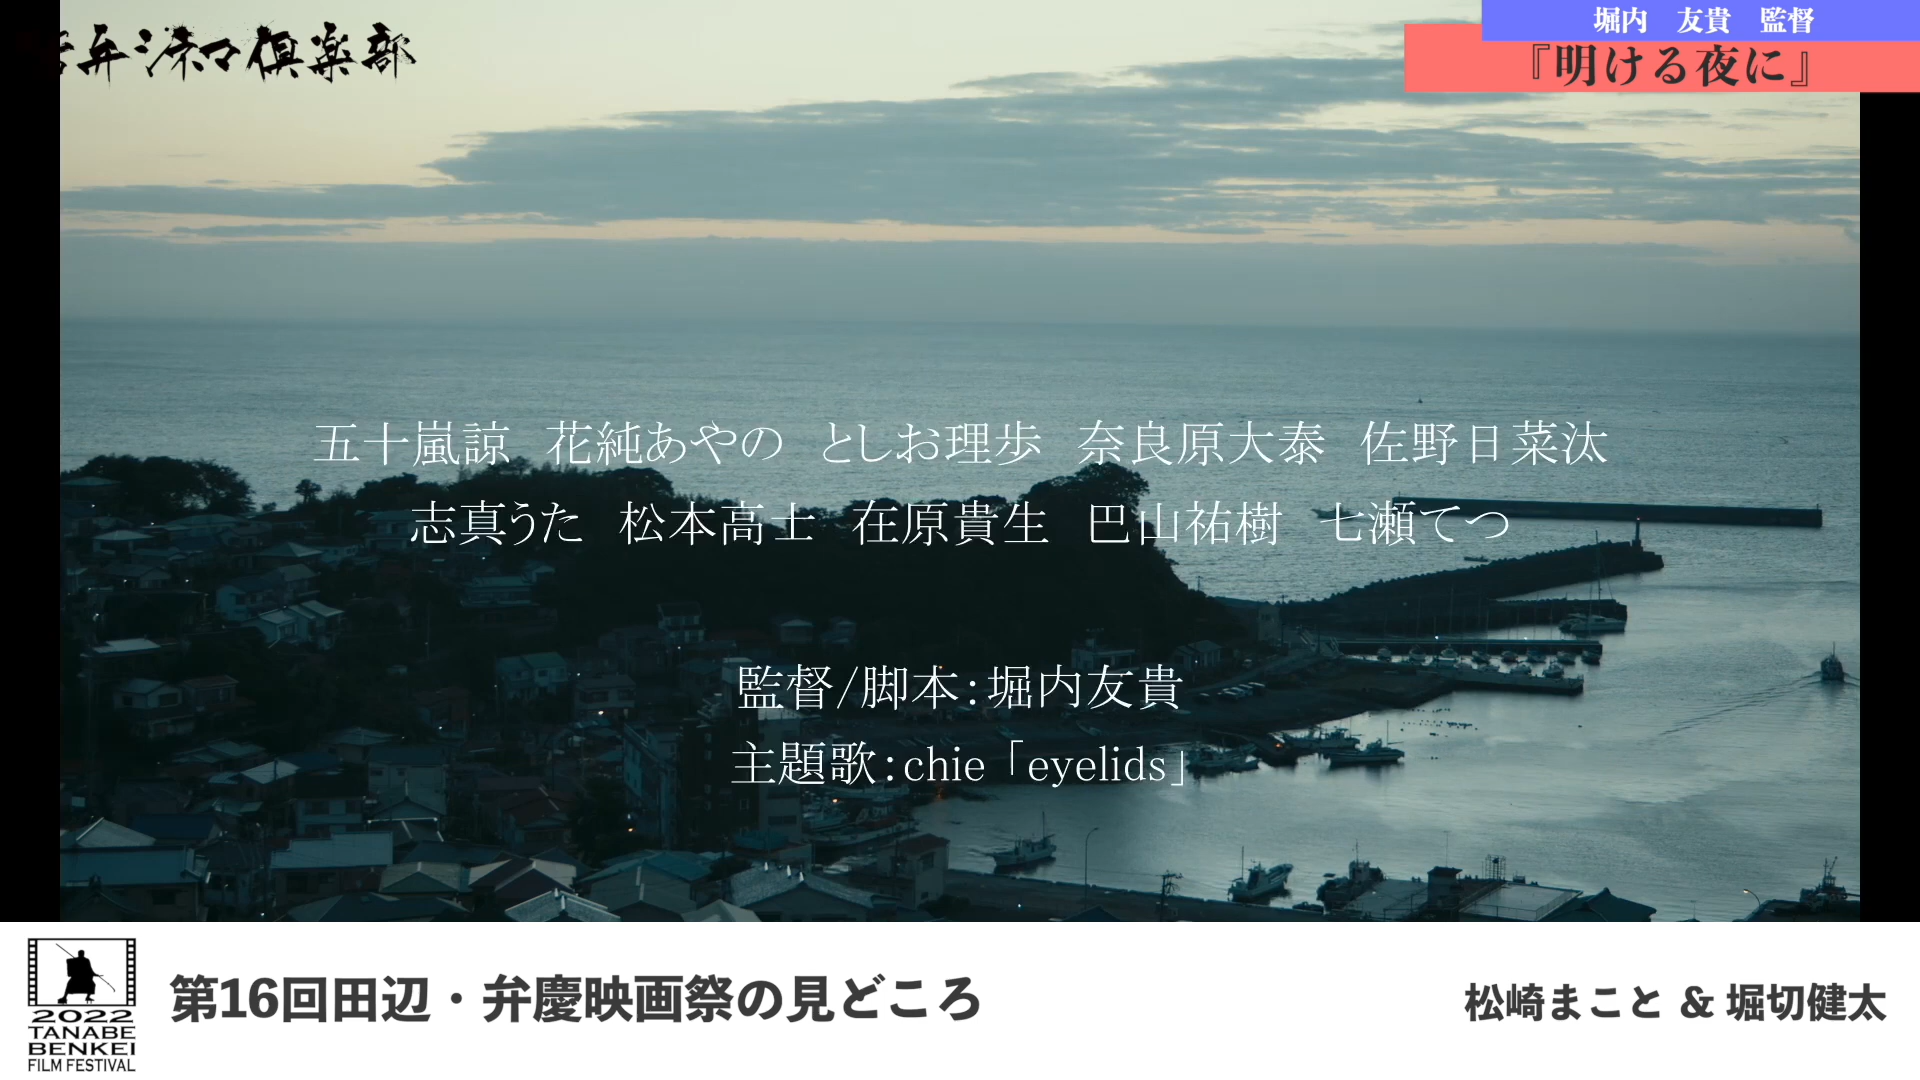 弁シネマ倶楽部
堀内 友貴 監督
『明ける夜に』
五十嵐諒 花純あやの としお理歩 奈良原大泰 佐野日菜汰
志真うた 松本高士 在原貴生 巴山祐樹 七瀬てつ
監督/脚本：堀内友貴
主題歌：chie「eyelids」
2022
TANABE
BENKEI
FILM FESTIVAL
第16回田辺・弁慶映画祭の見どころ
松崎まこと & 堀切健太